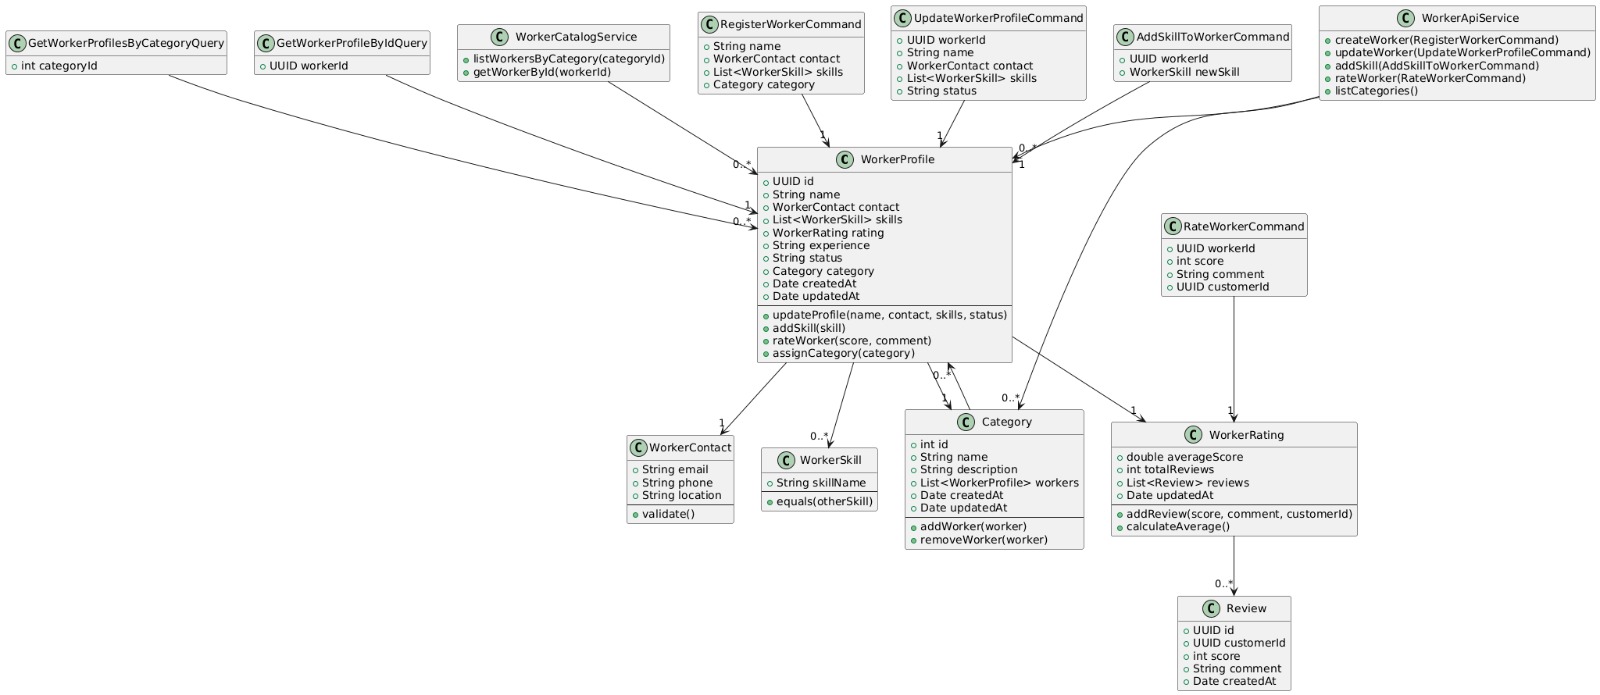 C GetWorkerProfilesByCategoryQuery
int categoryId
C GetWorkerProfileByIdQuery
UUID workerId
C WorkerCatalogService
listWorkersByCategory(categoryId)
getWorkerById(workerId)
C RegisterWorkerCommand
String name
WorkerContact contact
List<WorkerSkill> skills
Category category
C UpdateWorkerProfileCommand
UUID workerId
String name
WorkerContact contact
List<WorkerSkill> skills
String status
C AddSkillToWorkerCommand
UUID workerId
WorkerSkill newSkill
C WorkerApiService
createWorker(RegisterWorkerCommand)
updateWorker(UpdateWorkerProfileCommand)
addSkill(AddSkillToWorkerCommand)
rateWorker(RateWorkerCommand)
listCategories()
1
1
0..*
1
0..*
1
0..*
C WorkerProfile
UUID id
String name
WorkerContact contact
List<WorkerSkill> skills
WorkerRating rating
String experience
String status
Category category
Date createdAt
Date updatedAt
updateProfile(name, contact, skills, status)
addSkill(skill)
rateWorker(score, comment)
assignCategory(category)
C RateWorkerCommand
UUID workerId
int score
String comment
UUID customerId
1
0..*
0..*
1
0..*
1
1
C WorkerContact
String email
String phone
String location
validate()
C WorkerSkill
String skillName
equals(otherSkill)
C Category
int id
String name
String description
List<WorkerProfile> workers
Date createdAt
Date updatedAt
addWorker(worker)
removeWorker(worker)
C WorkerRating
double averageScore
int totalReviews
List<Review> reviews
Date updatedAt
addReview(score, comment, customerId)
calculateAverage()
0..*
C Review
UUID id
UUID customerId
int score
String comment
Date createdAt